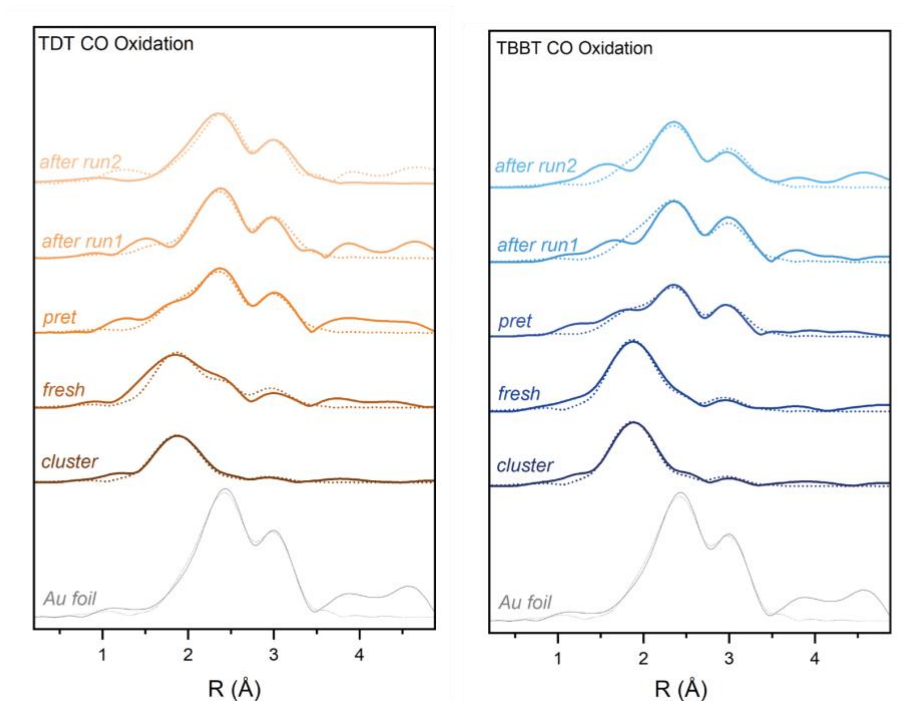 TDT CO Oxidation
after run2
after run1
pret
fresh
cluster
Au foil
1 2 3 4
R (Å)
TBBT CO Oxidation
after run2
after run1
pret
fresh
cluster
Au foil
1 2 3 4
R (Å)